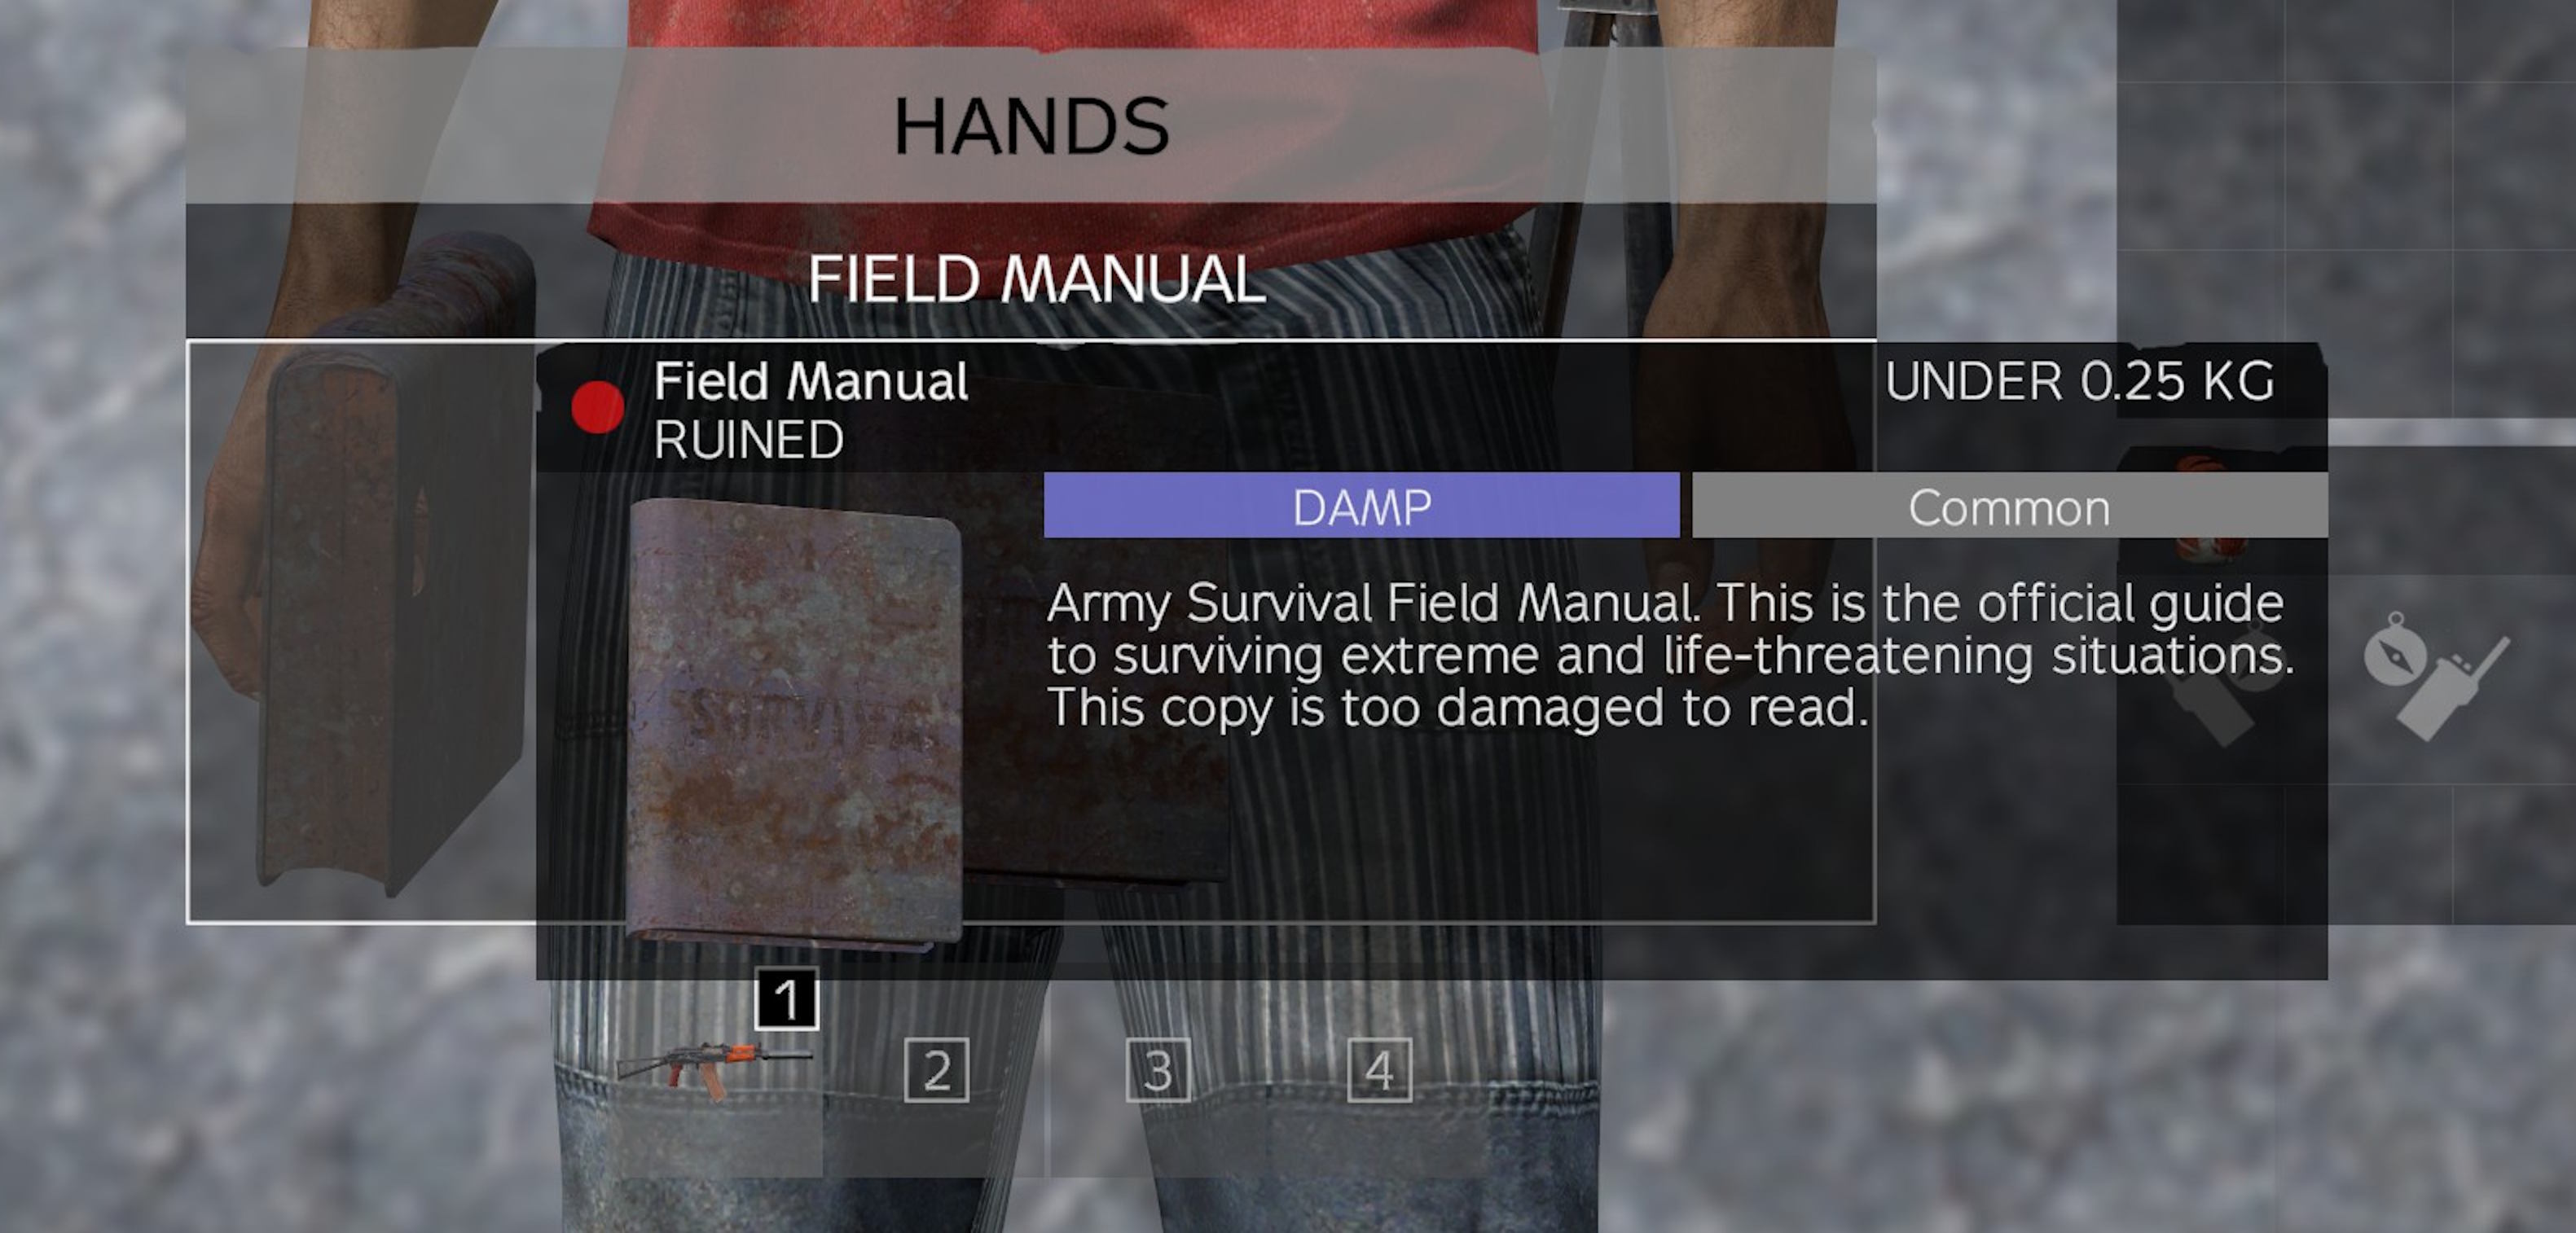 HANDS
FIELD MANUAL
Field Manual
RUINED
UNDER 0.25 KG
DAMP
Common
Army Survival Field Manual. This is the official guide
to surviving extreme and life-threatening situations.
This copy is too damaged to read.
SURVIVAL
1
2
3
4